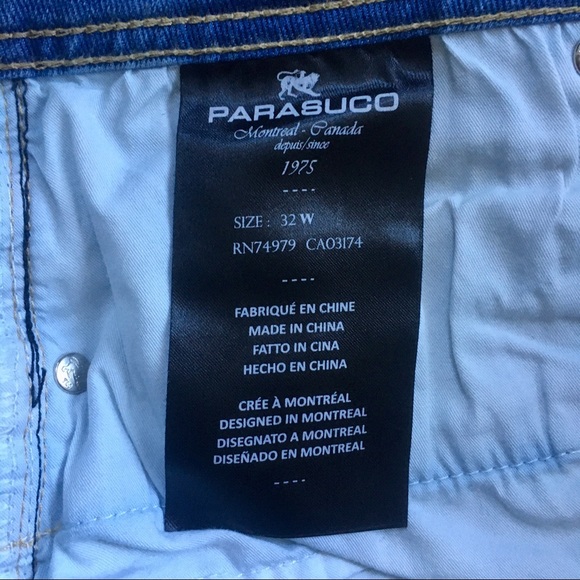 PARASUCO
Montreal - Canada
depuis/since
1975
----
SIZE : 32 W
RN74979 CA03174
----
FABRIQUÉ EN CHINE
MADE IN CHINA
FATTO IN CINA
HECHO EN CHINA
CRÉE À MONTRÉAL
DESIGNED IN MONTREAL
DISEGNATO A MONTREAL
DISEÑADO EN MONTREAL
----